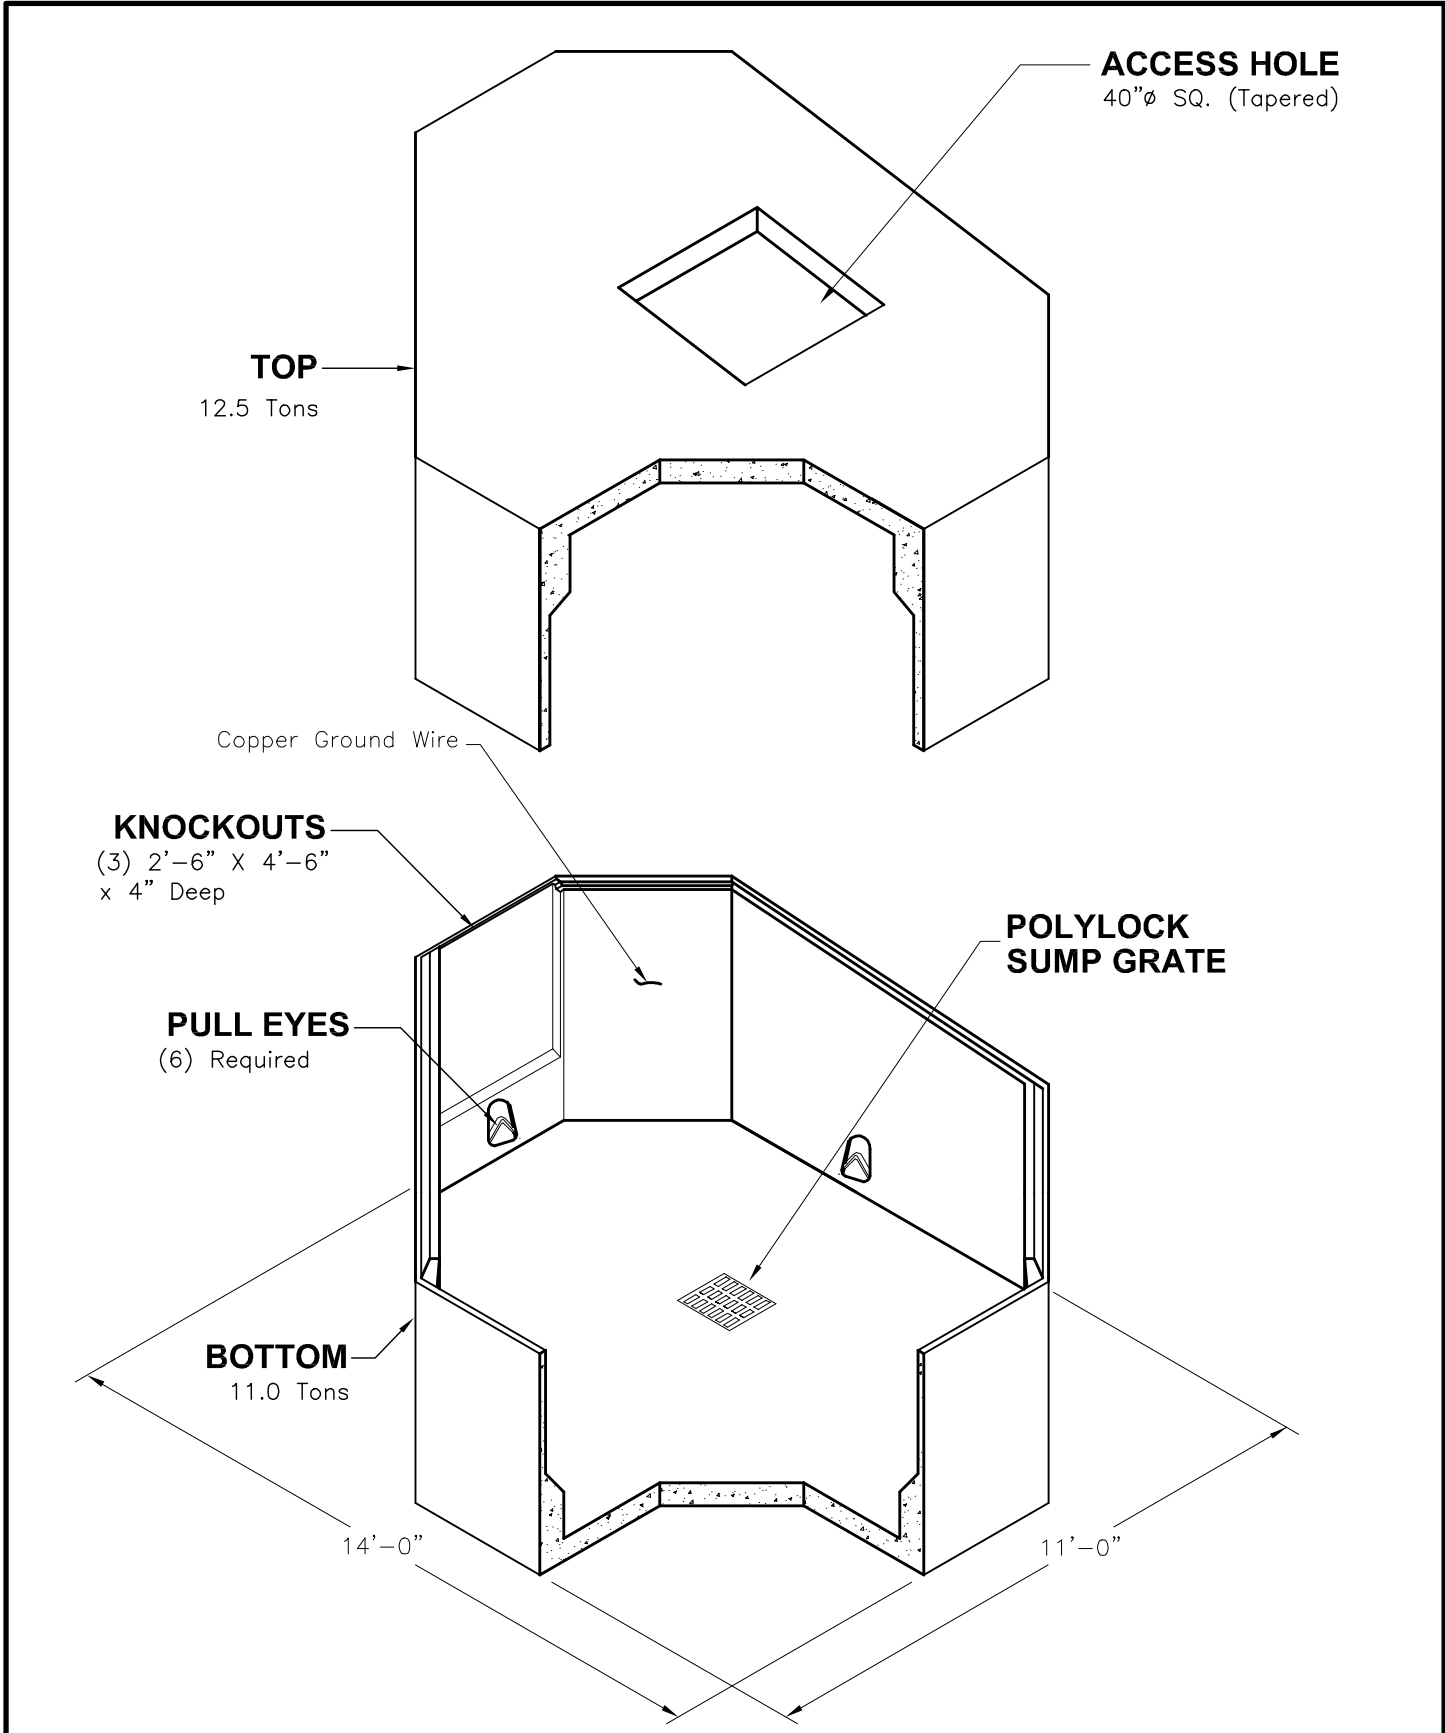 ACCESS HOLE
40"ø SQ. (Tapered)
TOP
12.5 Tons
Copper Ground Wire
KNOCKOUTS
(3) 2'-6" X 4'-6"
x 4" Deep
POLYLOCK
SUMP GRATE
PULL EYES
(6) Required
BOTTOM
11.0 Tons
14'-0"
11'-0"